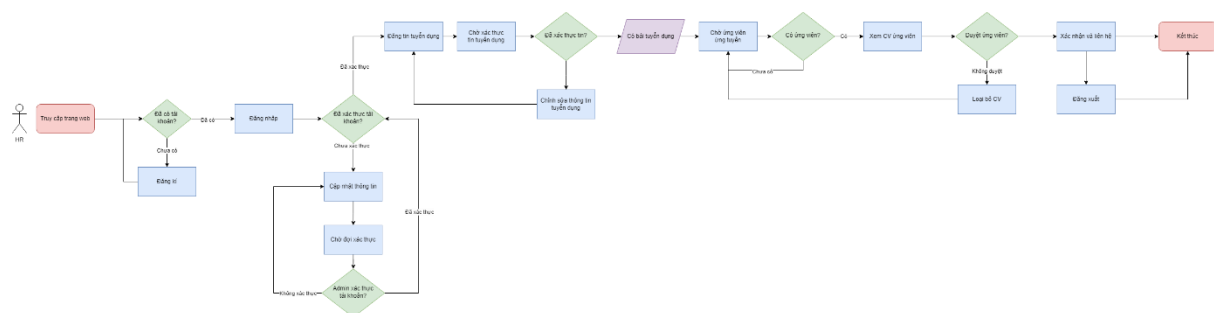 HR
Truy cập trang web
Đã có tài
khoản?
Đã có
Chưa có
Đăng kí
Đăng nhập
Đã xác thực tài
khoản?
Đã xác thực
Chưa xác thực
Cập nhật thông tin
Chờ đợi xác thực
Admin xác thực
tài khoản?
Không xác thực
Đã xác thực
Đăng tin tuyển dụng
Chờ xác thực
tin tuyển dụng
Đã xác thực tin?
Chỉnh sửa thông tin
tuyển dụng
Có bài tuyển dụng
Chờ ứng viên
ứng tuyển
Có ứng viên?
Có
Chưa có
Xem CV ứng viên
Duyệt ứng viên?
Không duyệt
Loại bỏ CV
Xác nhận và liên hệ
Đăng xuất
Kết thúc